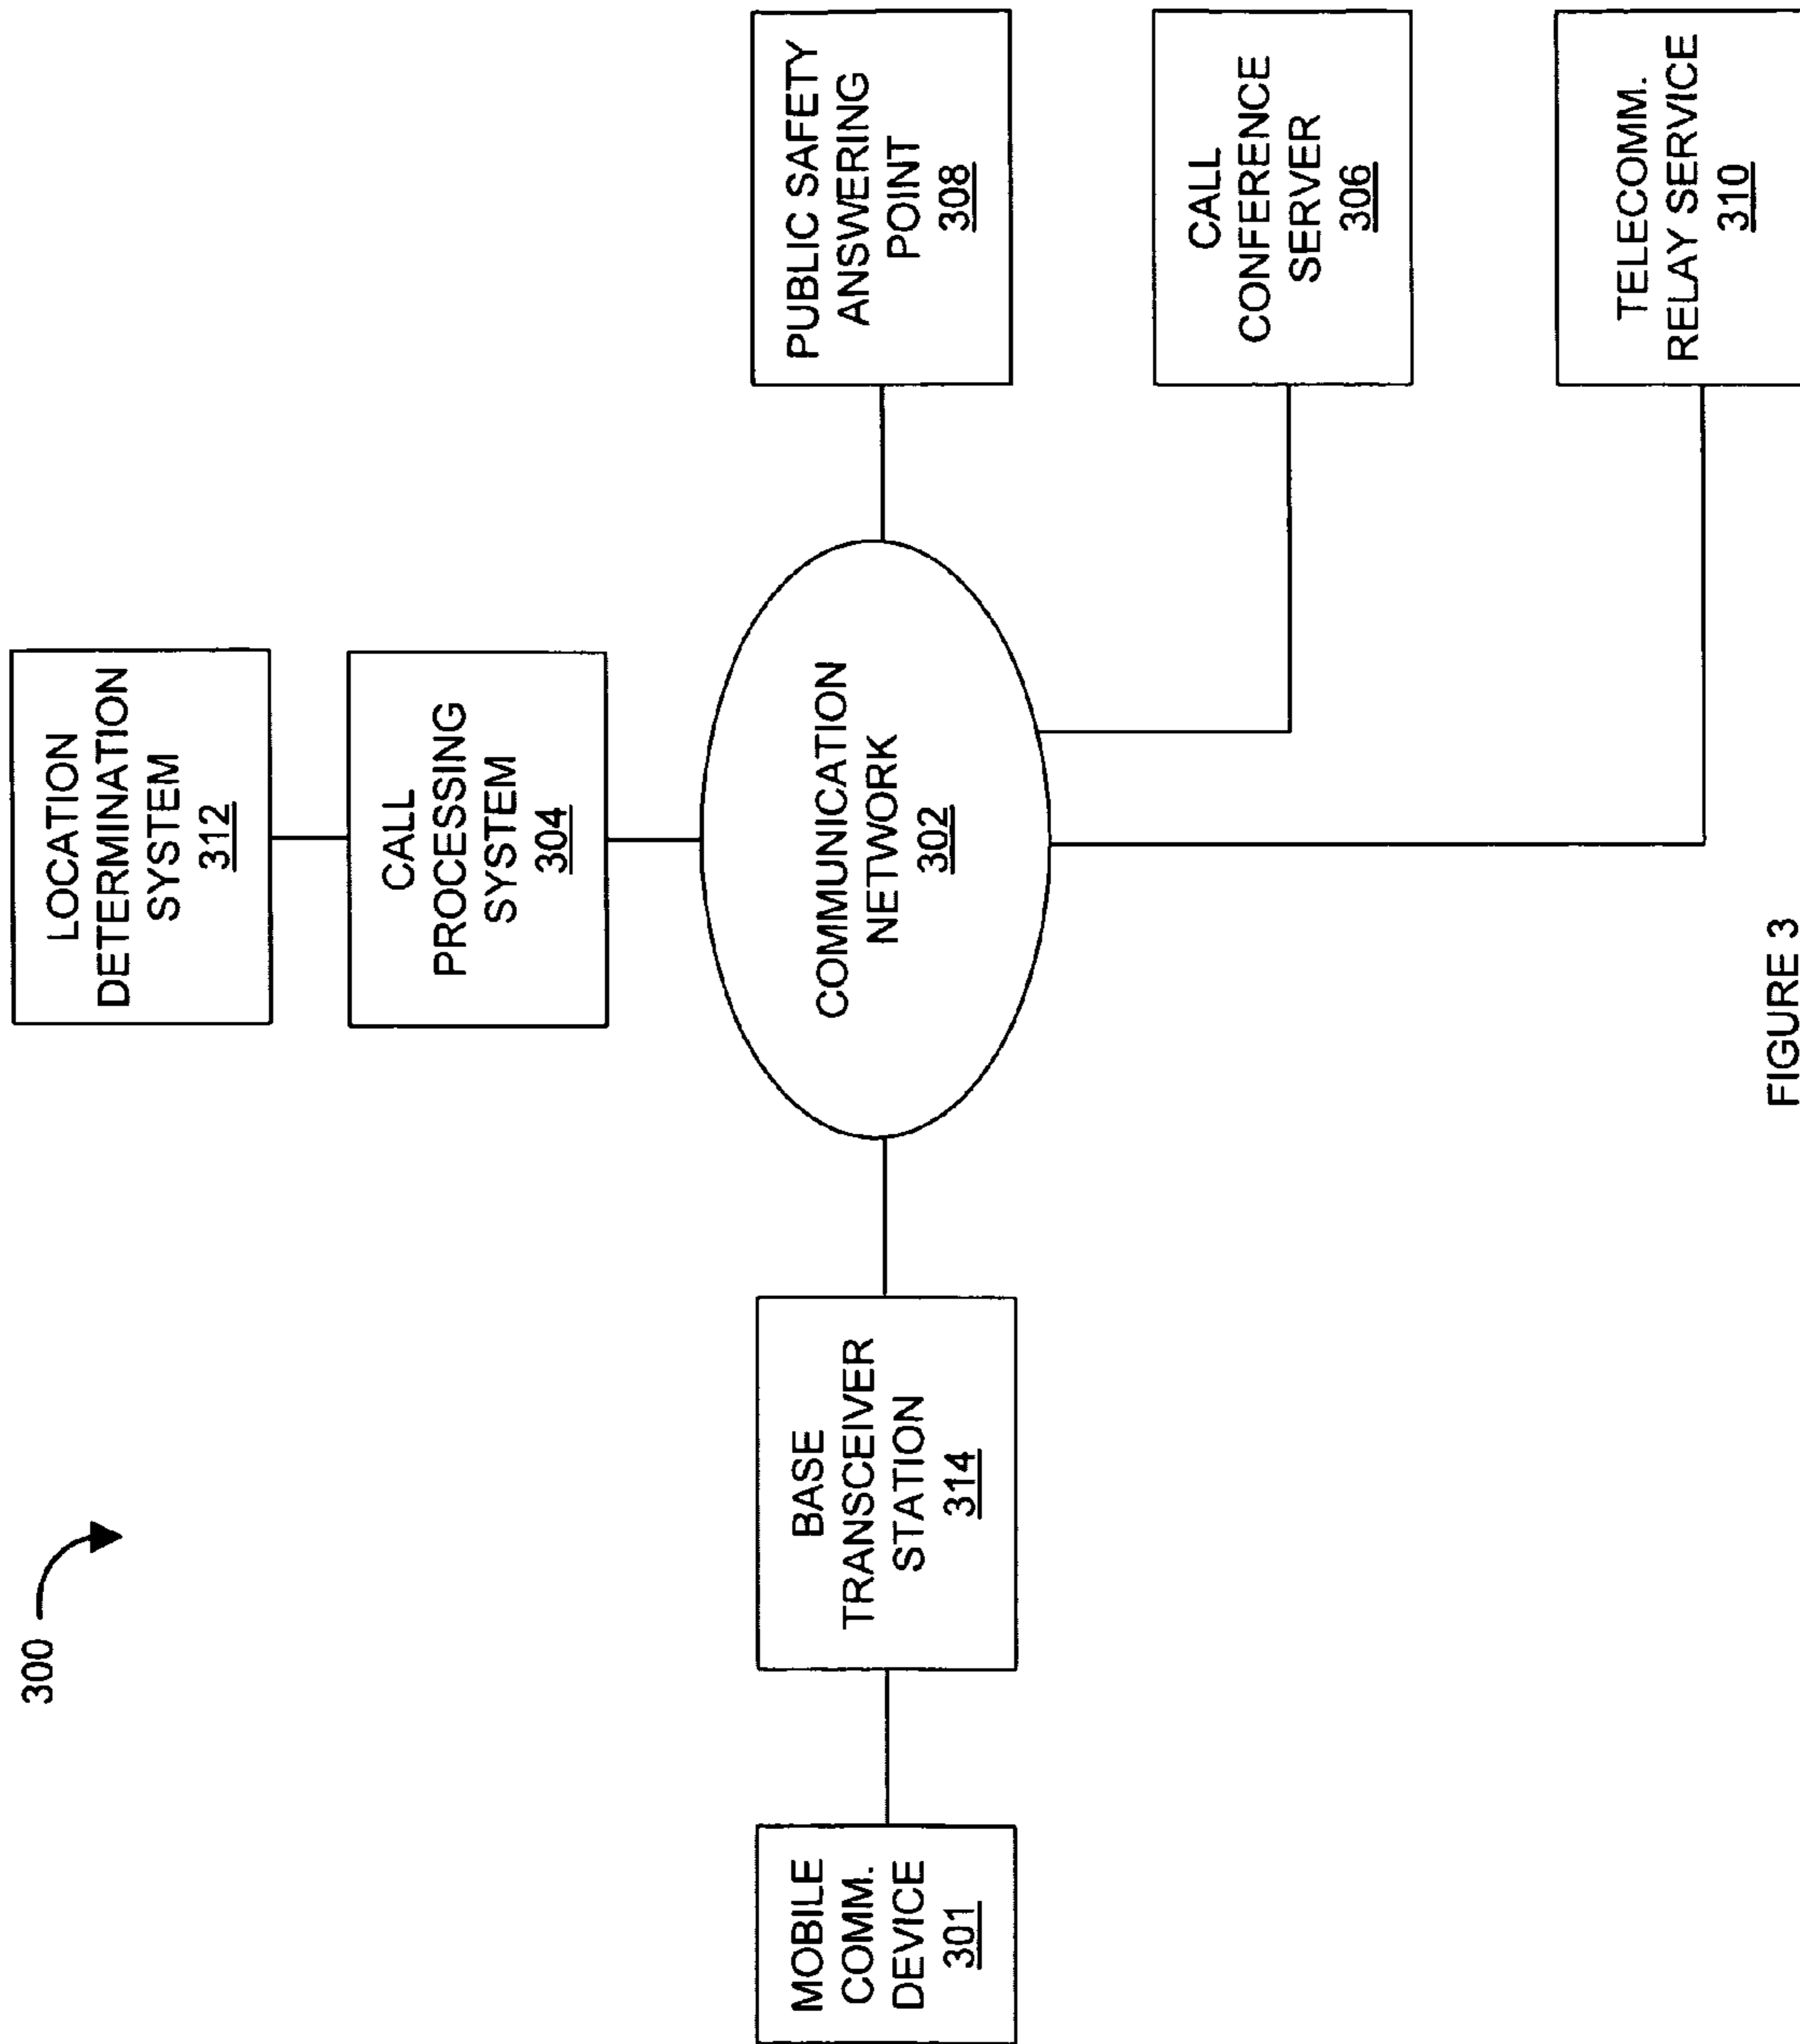 300
LOCATION
DETERMINATION
SYSTEM
312
CALL
PROCESSING
SYSTEM
304
MOBILE
COMM.
DEVICE
301
BASE
TRANSCEIVER
STATION
314
COMMUNICATION
NETWORK
302
PUBLIC SAFETY
ANSWERING
POINT
308
CALL
CONFERENCE
SERVER
306
TELECOMM.
RELAY SERVICE
310
FIGURE 3